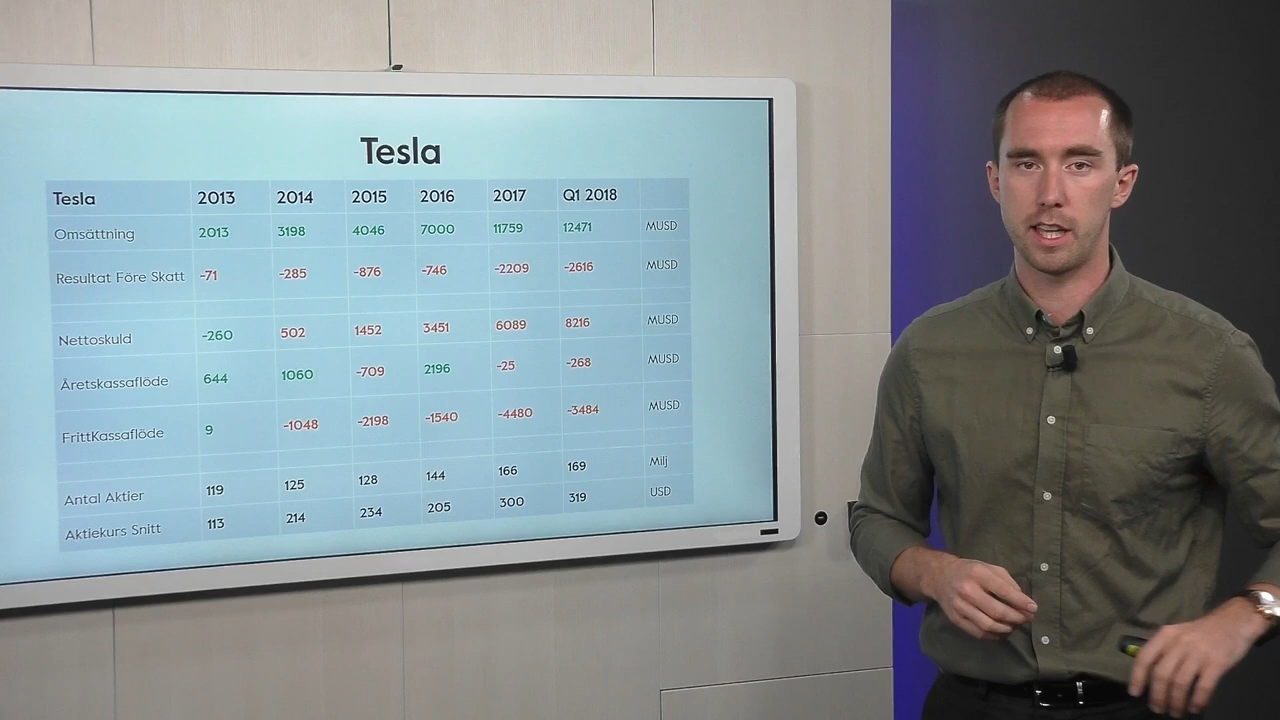 Tesla
Tesla 2013 2014 2015 2016 2017 Q1 2018
Omsättning 2013 3198 4046 7000 11759 12471 MUSD
Resultat Före Skatt -71 -285 -876 -746 -2209 -2616 MUSD
Nettoskuld -260 502 1452 3451 6089 8216 MUSD
Åretskassaflöde 644 1060 -709 2196 -25 -268 MUSD
FrittKassaflöde 9 -1048 -2198 -1540 -4480 -3484 MUSD
Antal Aktier 119 125 128 144 166 169 Milj
Aktiekurs Snitt 113 214 234 205 300 319 USD